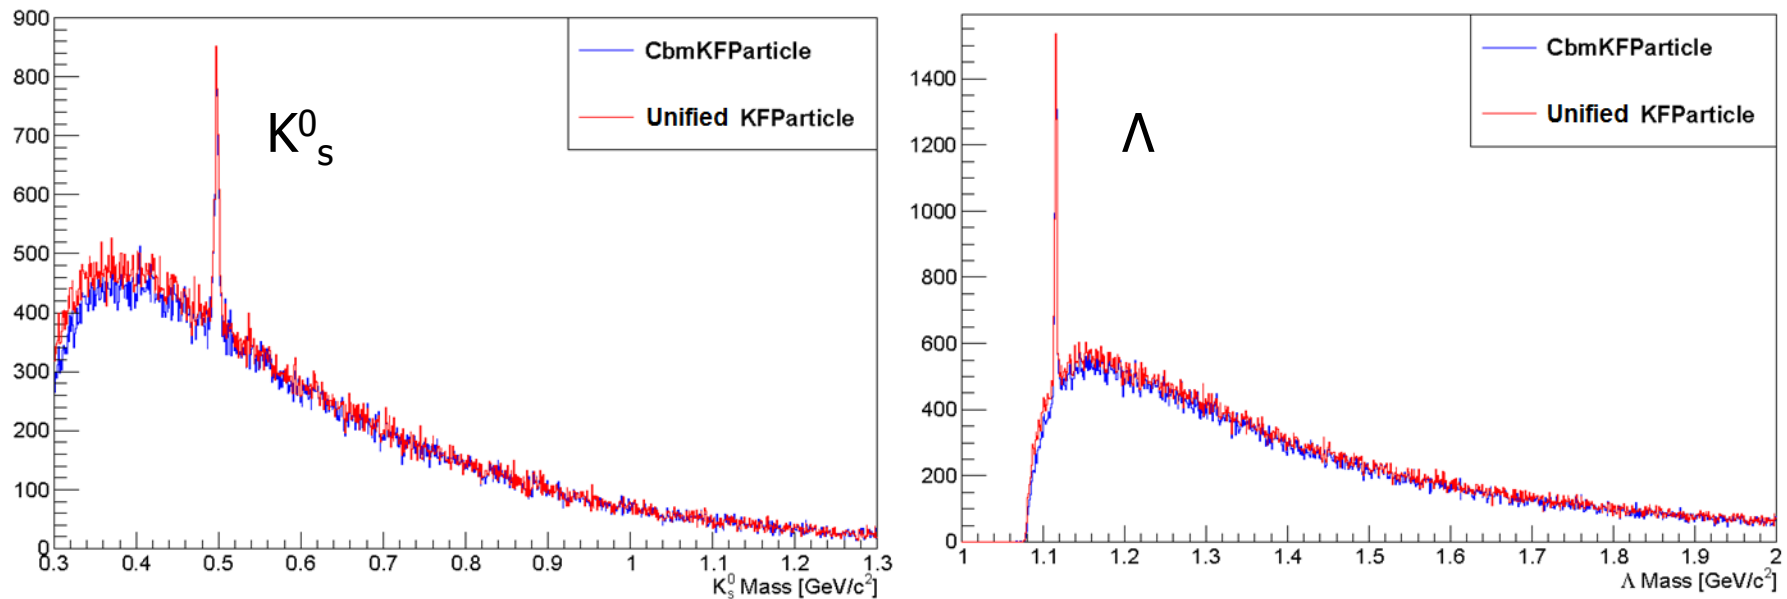 900
800
700
600
500
400
300
200
100
0
CbmKFParticle
Unified KFParticle
K⁰ₛ
0.3 0.4 0.5 0.6 0.7 0.8 0.9 1 1.1 1.2 1.3
K⁰ₛ Mass [GeV/c²]
1400
1200
1000
800
600
400
200
0
CbmKFParticle
Unified KFParticle
Λ
1 1.1 1.2 1.3 1.4 1.5 1.6 1.7 1.8 1.9 2
Λ Mass [GeV/c²]